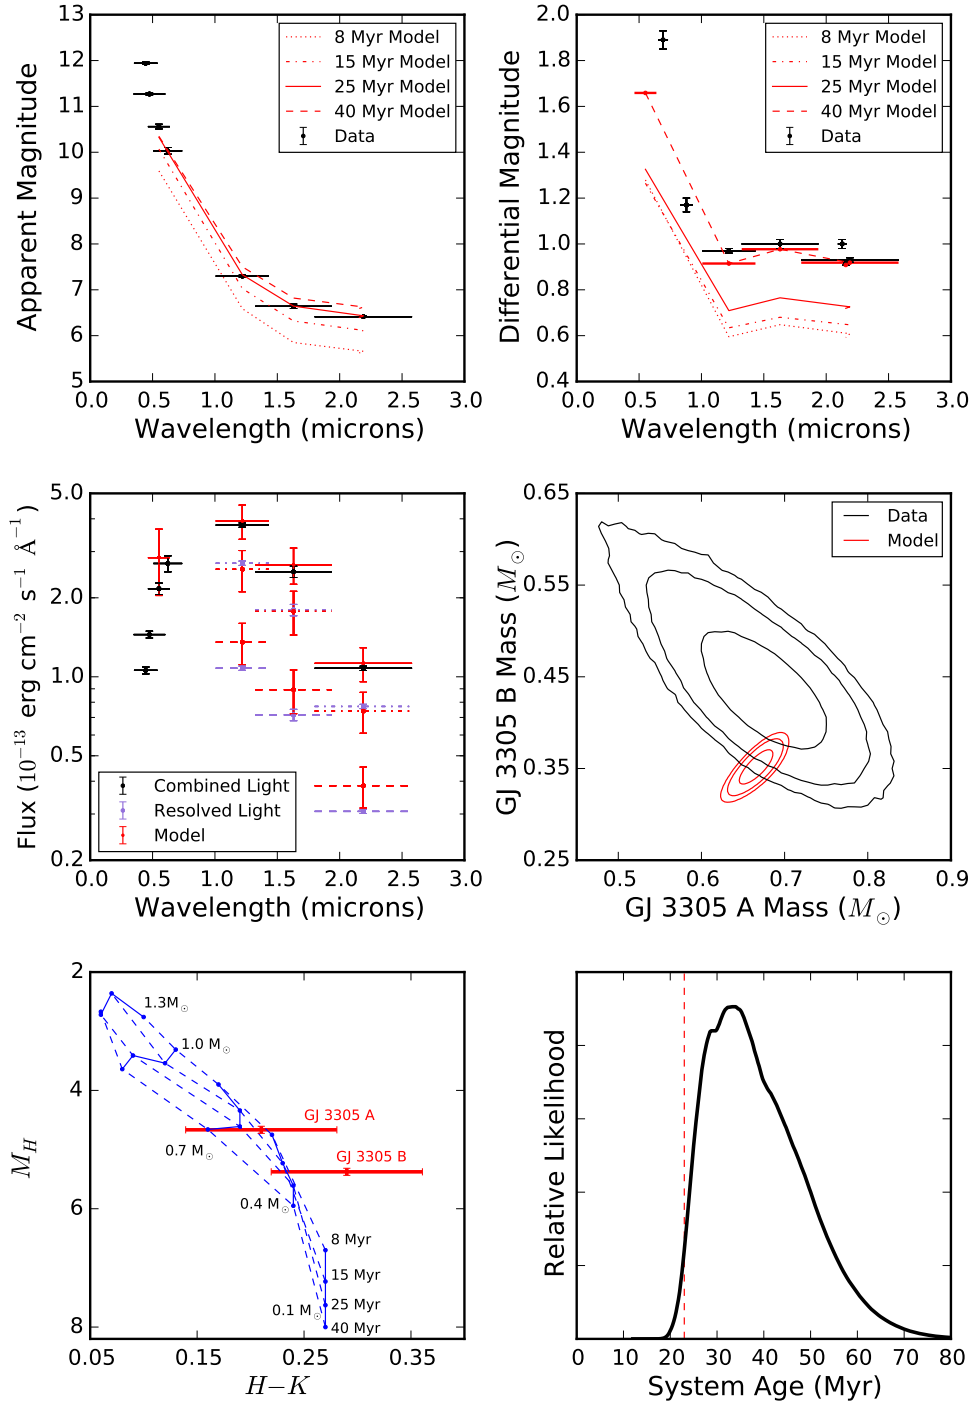 13
12
11
10
9
8
7
6
5
0.0 0.5 1.0 1.5 2.0 2.5 3.0
Wavelength (microns)
Apparent Magnitude
8 Myr Model
15 Myr Model
25 Myr Model
40 Myr Model
Data
2.0
1.8
1.6
1.4
1.2
1.0
0.8
0.6
0.4
0.0 0.5 1.0 1.5 2.0 2.5 3.0
Wavelength (microns)
Differential Magnitude
8 Myr Model
15 Myr Model
25 Myr Model
40 Myr Model
Data
5.0
2.0
1.0
0.5
0.2
0.0 0.5 1.0 1.5 2.0 2.5 3.0
Wavelength (microns)
Flux (10⁻¹³ erg cm⁻² s⁻¹ Å⁻¹)
Combined Light
Resolved Light
Model
0.65
0.55
0.45
0.35
0.25
0.5 0.6 0.7 0.8 0.9
GJ 3305 A Mass (M⊙)
GJ 3305 B Mass (M⊙)
Data
Model
2
4
6
8
0.05 0.15 0.25 0.35
H−K
M_H
1.3M⊙
1.0 M⊙
GJ 3305 A
0.7 M⊙
GJ 3305 B
0.4 M⊙
8 Myr
15 Myr
0.1 M⊙
25 Myr
40 Myr
0 10 20 30 40 50 60 70 80
System Age (Myr)
Relative Likelihood